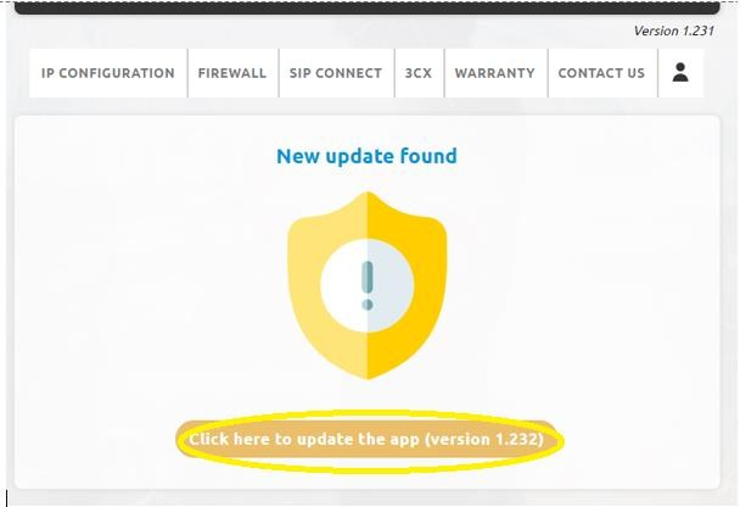 Version 1.231
IP CONFIGURATION FIREWALL SIP CONNECT 3CX WARRANTY CONTACT US
New update found
!
Click here to update the app (version 1.232)